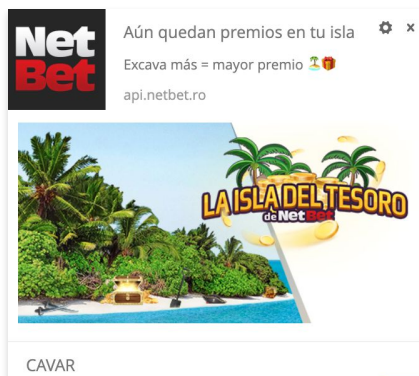 Net
Bet
Aún quedan premios en tu isla
Excava más = mayor premio 🏝️🎁
api.netbet.ro
LA ISLA DEL TESORO
de NetBet
CAVAR